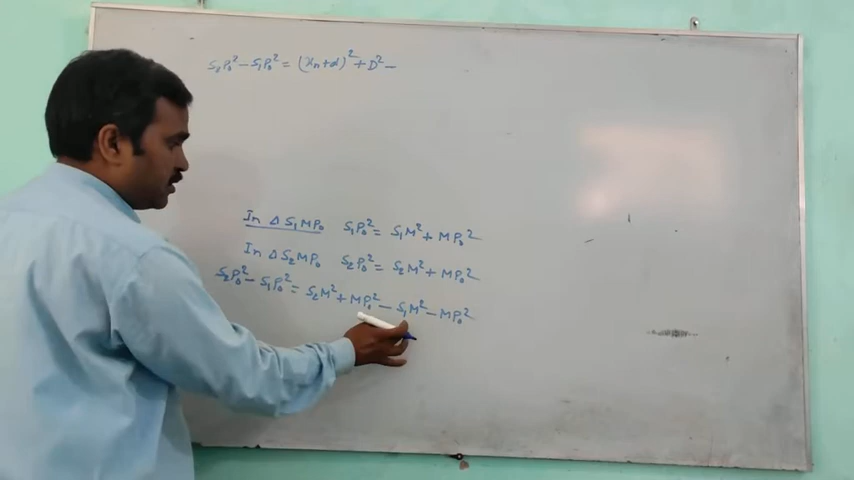 S₂P₀² – S₁P₀² = (xₙ+d)² + D² –
In Δ S₁MP₀ S₁P₀² = S₁M² + MP₀²
In Δ S₂MP₀ S₂P₀² = S₂M² + MP₀²
S₂P₀² – S₁P₀² = S₂M² + MP₀² – S₁M² – MP₀²